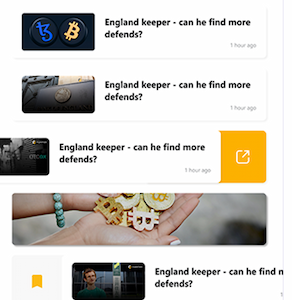 England keeper - can he find more
defends?
1 hour ago
England keeper - can he find more
defends?
1 hour ago
England keeper - can he find more
defends?
1 hour ago
England keeper - can he find n
defends?
1